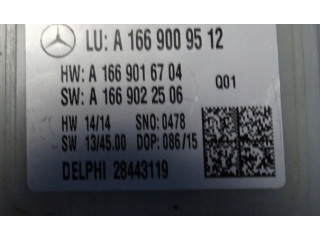 LU: A 166 900 95 12
HW: A 166 901 67 04
SW: A 166 902 25 06 Q01
HW 14/14 SNO: 0478
SW 13/45.00 DOP: 086/15
DELPHI 28443119